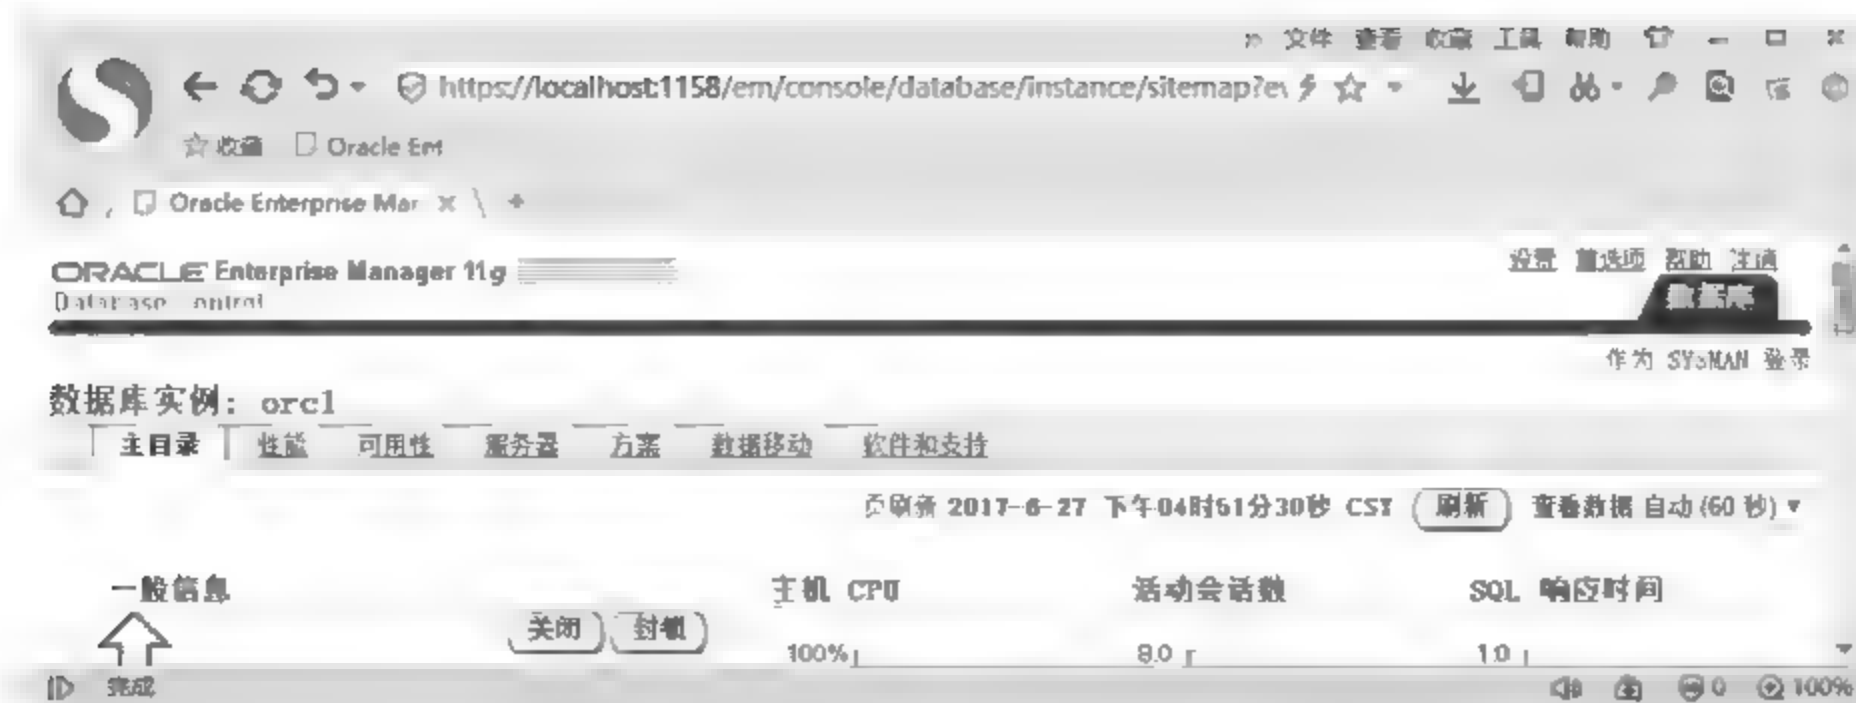 » 文件 查看 收藏 工具 帮助
https://localhost:1158/em/console/database/instance/sitemap?ev
收藏 Oracle Ent
Oracle Enterprise Mar
ORACLE Enterprise Manager 11g
Database Control
设置 首选项 帮助 注销
数据库
作为 SYSMAN 登录
数据库实例: orcl
主目录 性能 可用性 服务器 方案 数据移动 软件和支持
页刷新 2017-6-27 下午04时51分30秒 CST 刷新 查看数据 自动 (60 秒)
一般信息 主机 CPU 活动会话数 SQL 响应时间
关闭 封锁
100% 8.0 1.0
完成 0 100%